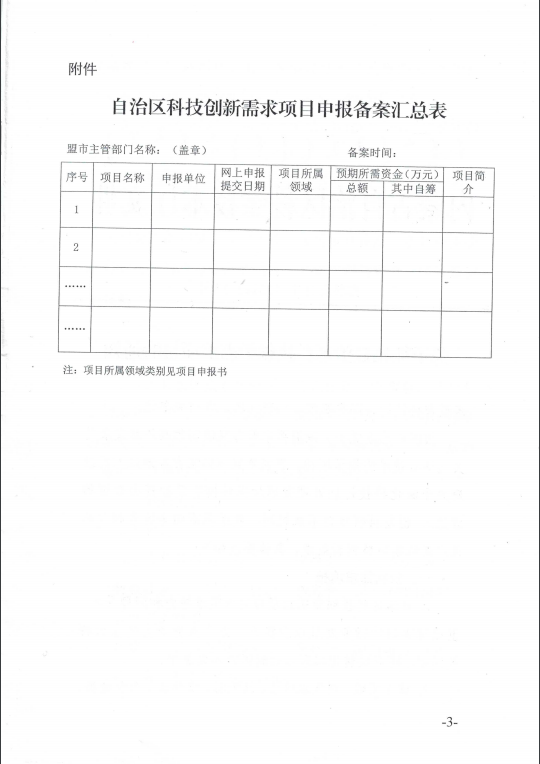 附件
自治区科技创新需求项目申报备案汇总表
盟市主管部门名称：（盖章） 备案时间：
序号 项目名称 申报单位 网上申报提交日期 项目所属领域 预期所需资金（万元） 总额 其中自筹 项目简介
1
2
……
……
注：项目所属领域类别见项目申报书
-3-